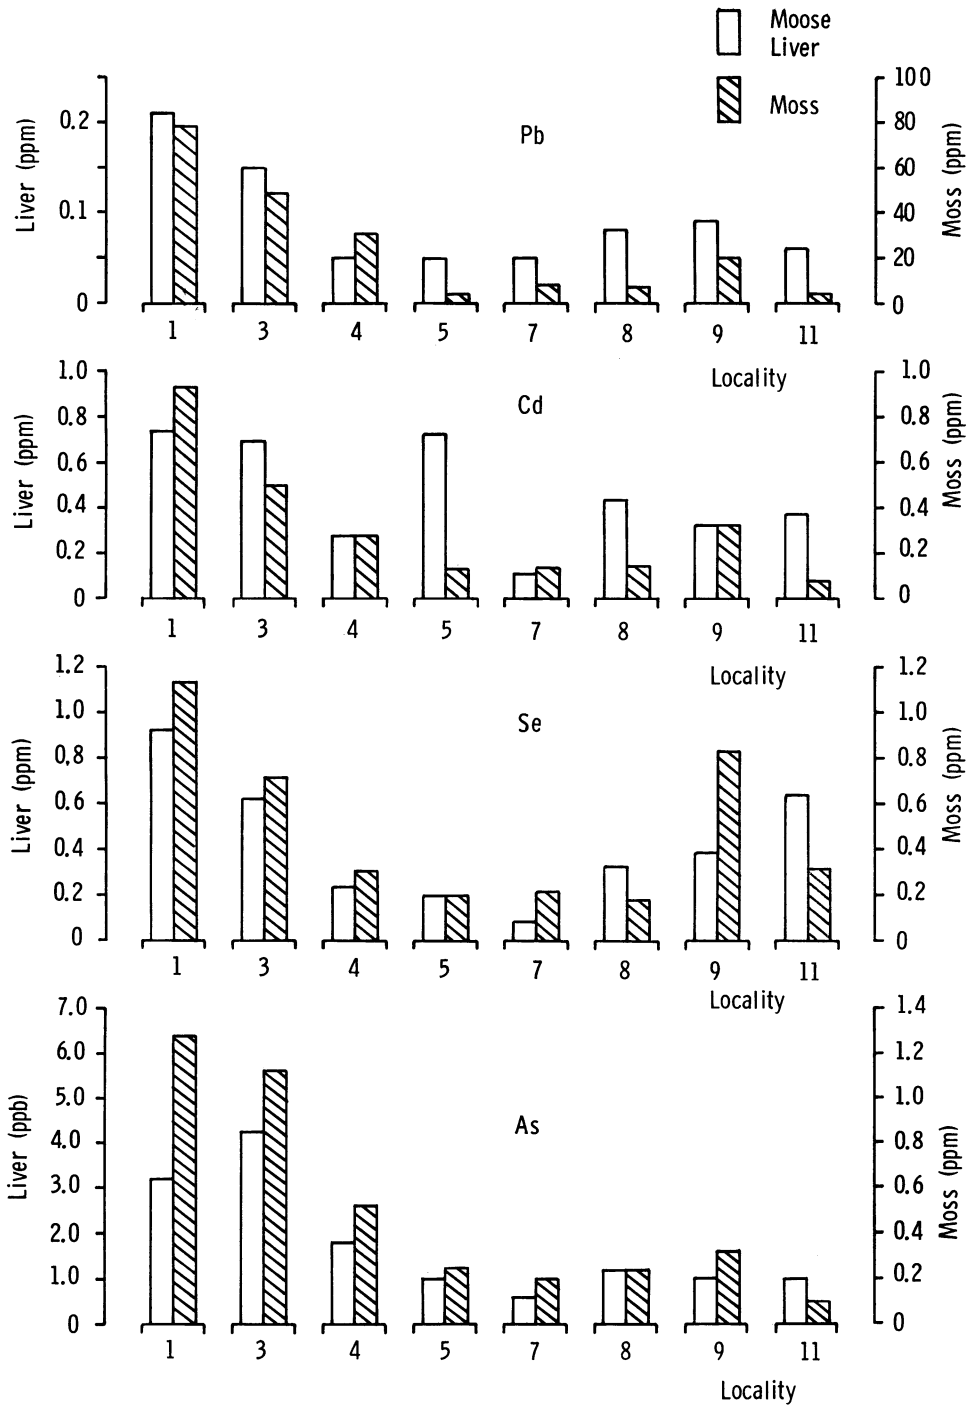 Moose
Liver
Moss
Pb
Liver (ppm)
0.2
0.1
0
Moss (ppm)
100
80
60
40
20
0
1 3 4 5 7 8 9 11
Locality
Cd
Liver (ppm)
1.0
0.8
0.6
0.4
0.2
0
Moss (ppm)
1.0
0.8
0.6
0.4
0.2
0
1 3 4 5 7 8 9 11
Locality
Se
Liver (ppm)
1.2
1.0
0.8
0.6
0.4
0.2
0
Moss (ppm)
1.2
1.0
0.8
0.6
0.4
0.2
0
1 3 4 5 7 8 9 11
Locality
As
Liver (ppb)
7.0
6.0
5.0
4.0
3.0
2.0
1.0
0
Moss (ppm)
1.4
1.2
1.0
0.8
0.6
0.4
0.2
0
1 3 4 5 7 8 9 11
Locality